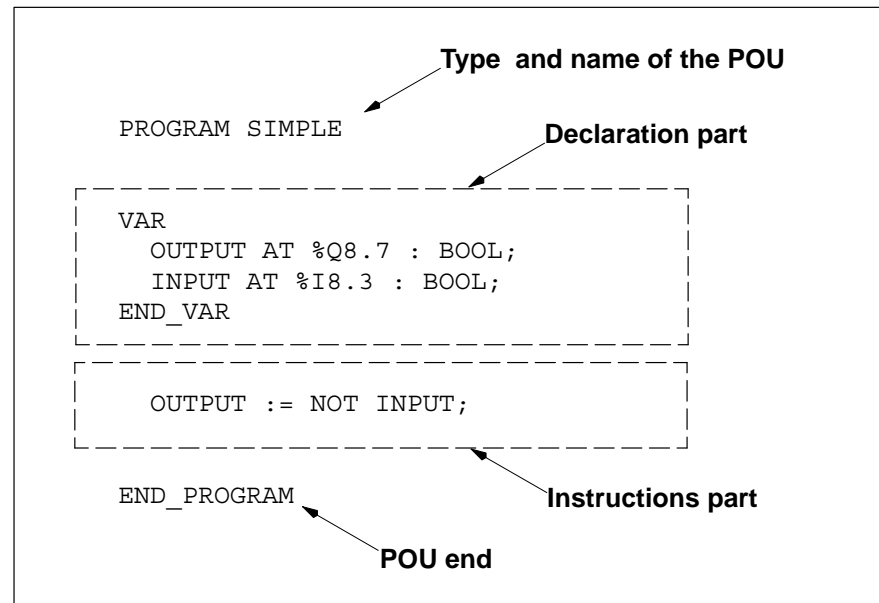 Type and name of the POU
PROGRAM SIMPLE
Declaration part
VAR
OUTPUT AT %Q8.7 : BOOL;
INPUT AT %I8.3 : BOOL;
END_VAR
OUTPUT := NOT INPUT;
END_PROGRAM
Instructions part
POU end